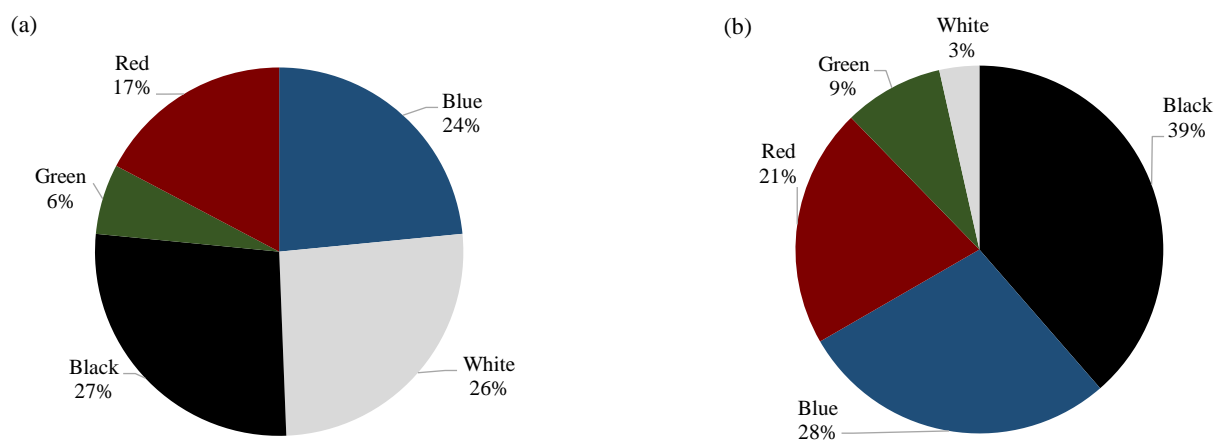 (a)
Red
17%
Blue
24%
Green
6%
Black
27%
White
26%
(b)
White
3%
Green
9%
Black
39%
Red
21%
Blue
28%